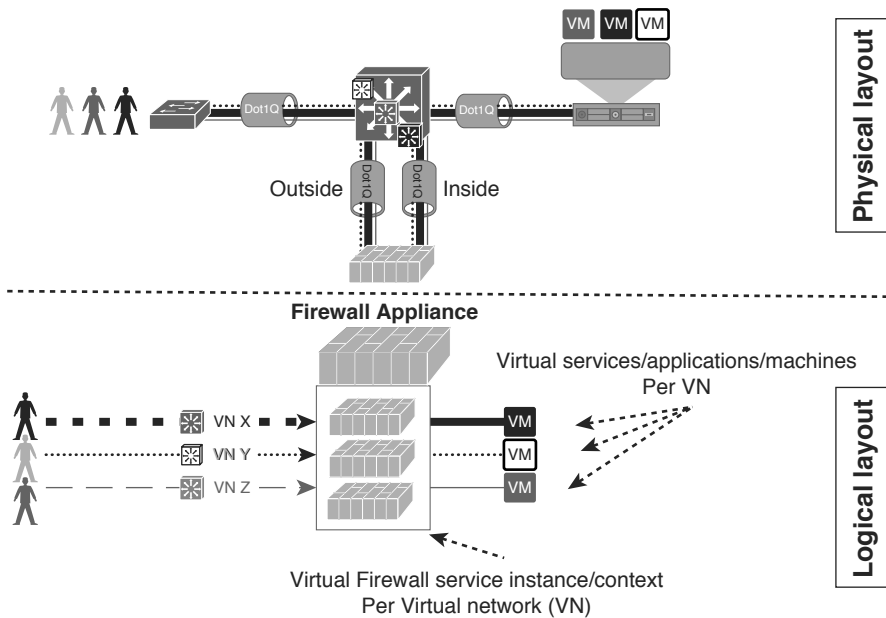 VM VM VM
Dot1Q
Dot1Q
Outside
Dot1Q
Dot1Q
Inside
Physical layout
Firewall Appliance
Virtual services/applications/machines
Per VN
VN X
VM
VN Y
VM
VN Z
VM
Virtual Firewall service instance/context
Per Virtual network (VN)
Logical layout